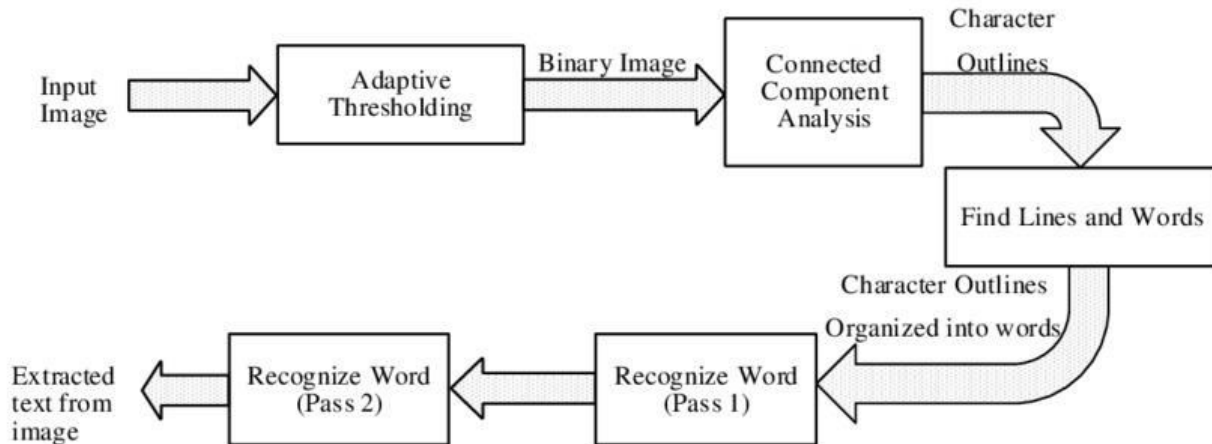 Input
Image
Adaptive
Thresholding
Binary Image
Connected
Component
Analysis
Character
Outlines
Find Lines and Words
Character Outlines
Organized into words
Recognize Word
(Pass 1)
Recognize Word
(Pass 2)
Extracted
text from
image